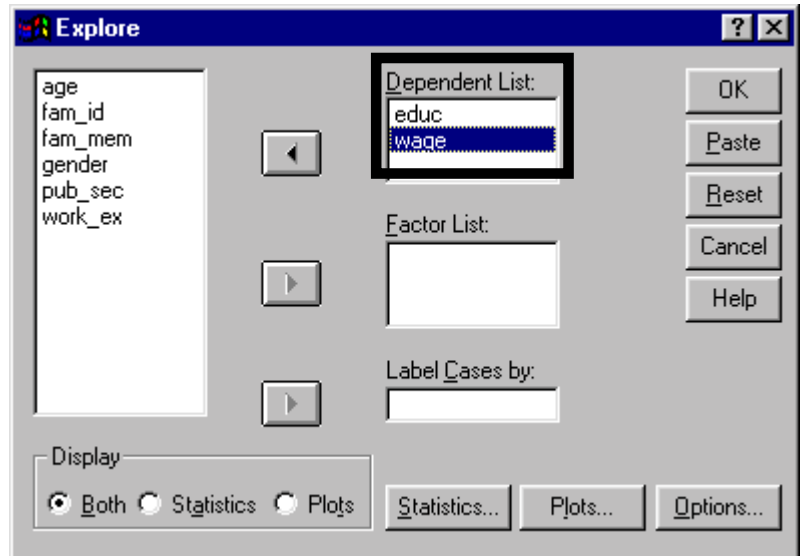 Explore
age
fam_id
fam_mem
gender
pub_sec
work_ex
Dependent List:
educ
wage
Factor List:
Label Cases by:
OK
Paste
Reset
Cancel
Help
Display
Both Statistics Plots
Statistics... Plots... Options...